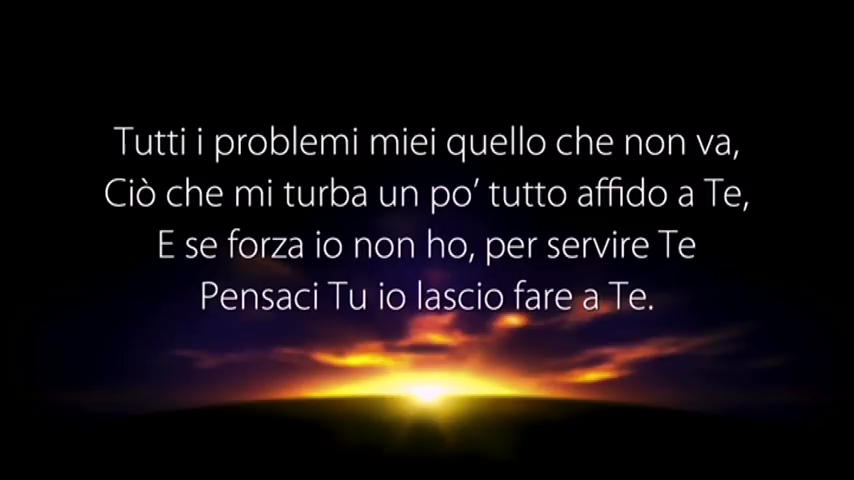 Tutti i problemi miei quello che non va,
Ciò che mi turba un po’ tutto affido a Te,
E se forza io non ho, per servire Te
Pensaci Tu io lascio fare a Te.